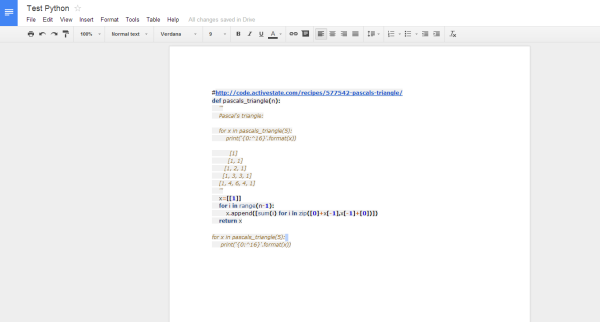 Test Python
File Edit View Insert Format Tools Table Help All changes saved in Drive
100% Normal text Verdana 9 B I U A
#http://code.activestate.com/recipes/577542-pascals-triangle/
def pascals_triangle(n):
'''
Pascal's triangle:
for x in pascals_triangle(5):
print('{0:^16}'.format(x))
[1]
[1, 1]
[1, 2, 1]
[1, 3, 3, 1]
[1, 4, 6, 4, 1]
'''
x=[[1]]
for i in range(n-1):
x.append([sum(i) for i in zip([0]+x[-1],x[-1]+[0])])
return x
for x in pascals_triangle(5):
print('{0:^16}'.format(x))